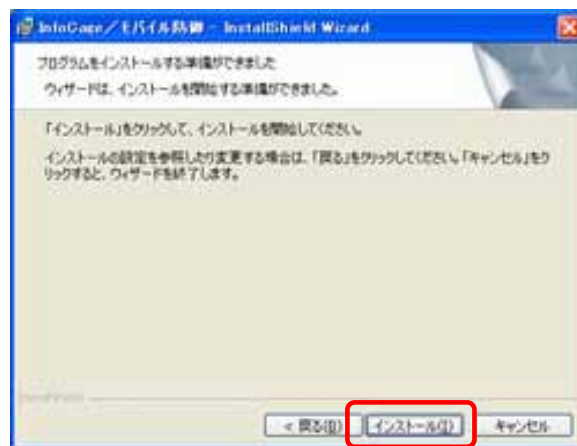 InfoCage／モバイル防御 - InstallShield Wizard
プログラムをインストールする準備ができました
ウィザードは、インストールを開始する準備ができました。
「インストール」をクリックして、インストールを開始してください。
インストールの設定を参照したり変更する場合は、「戻る」をクリックしてください。「キャンセル」をク
リックすると、ウィザードを終了します。
InstallShield
< 戻る(B)
インストール(I)
キャンセル